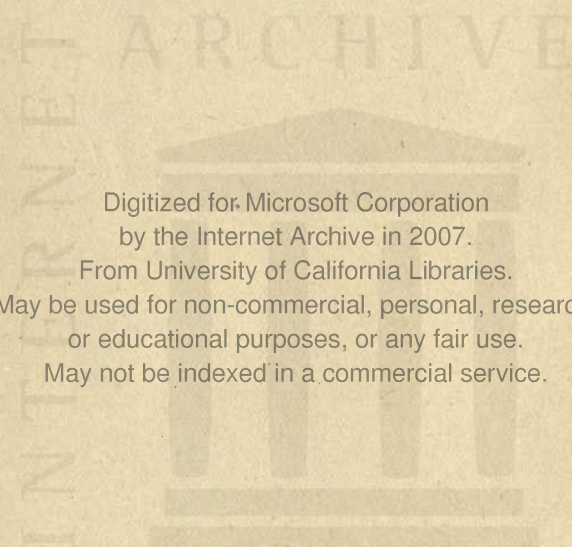 INTERNET
ARCHIVE
Digitized for Microsoft Corporation
by the Internet Archive in 2007.
From University of California Libraries.
May be used for non-commercial, personal, researc
or educational purposes, or any fair use.
May not be indexed in a commercial service.